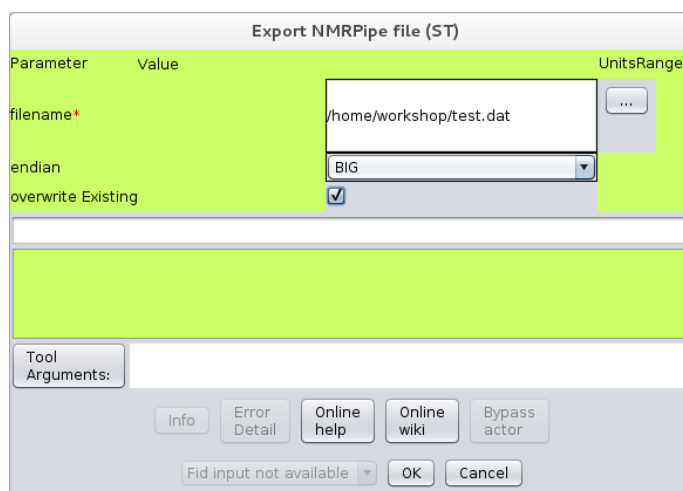 Export NMRPipe file (ST)
Parameter Value UnitsRange
filename* /home/workshop/test.dat ...
endian BIG
overwrite Existing
Tool
Arguments:
Info Error
Detail Online
help Online
wiki Bypass
actor
Fid input not available OK Cancel